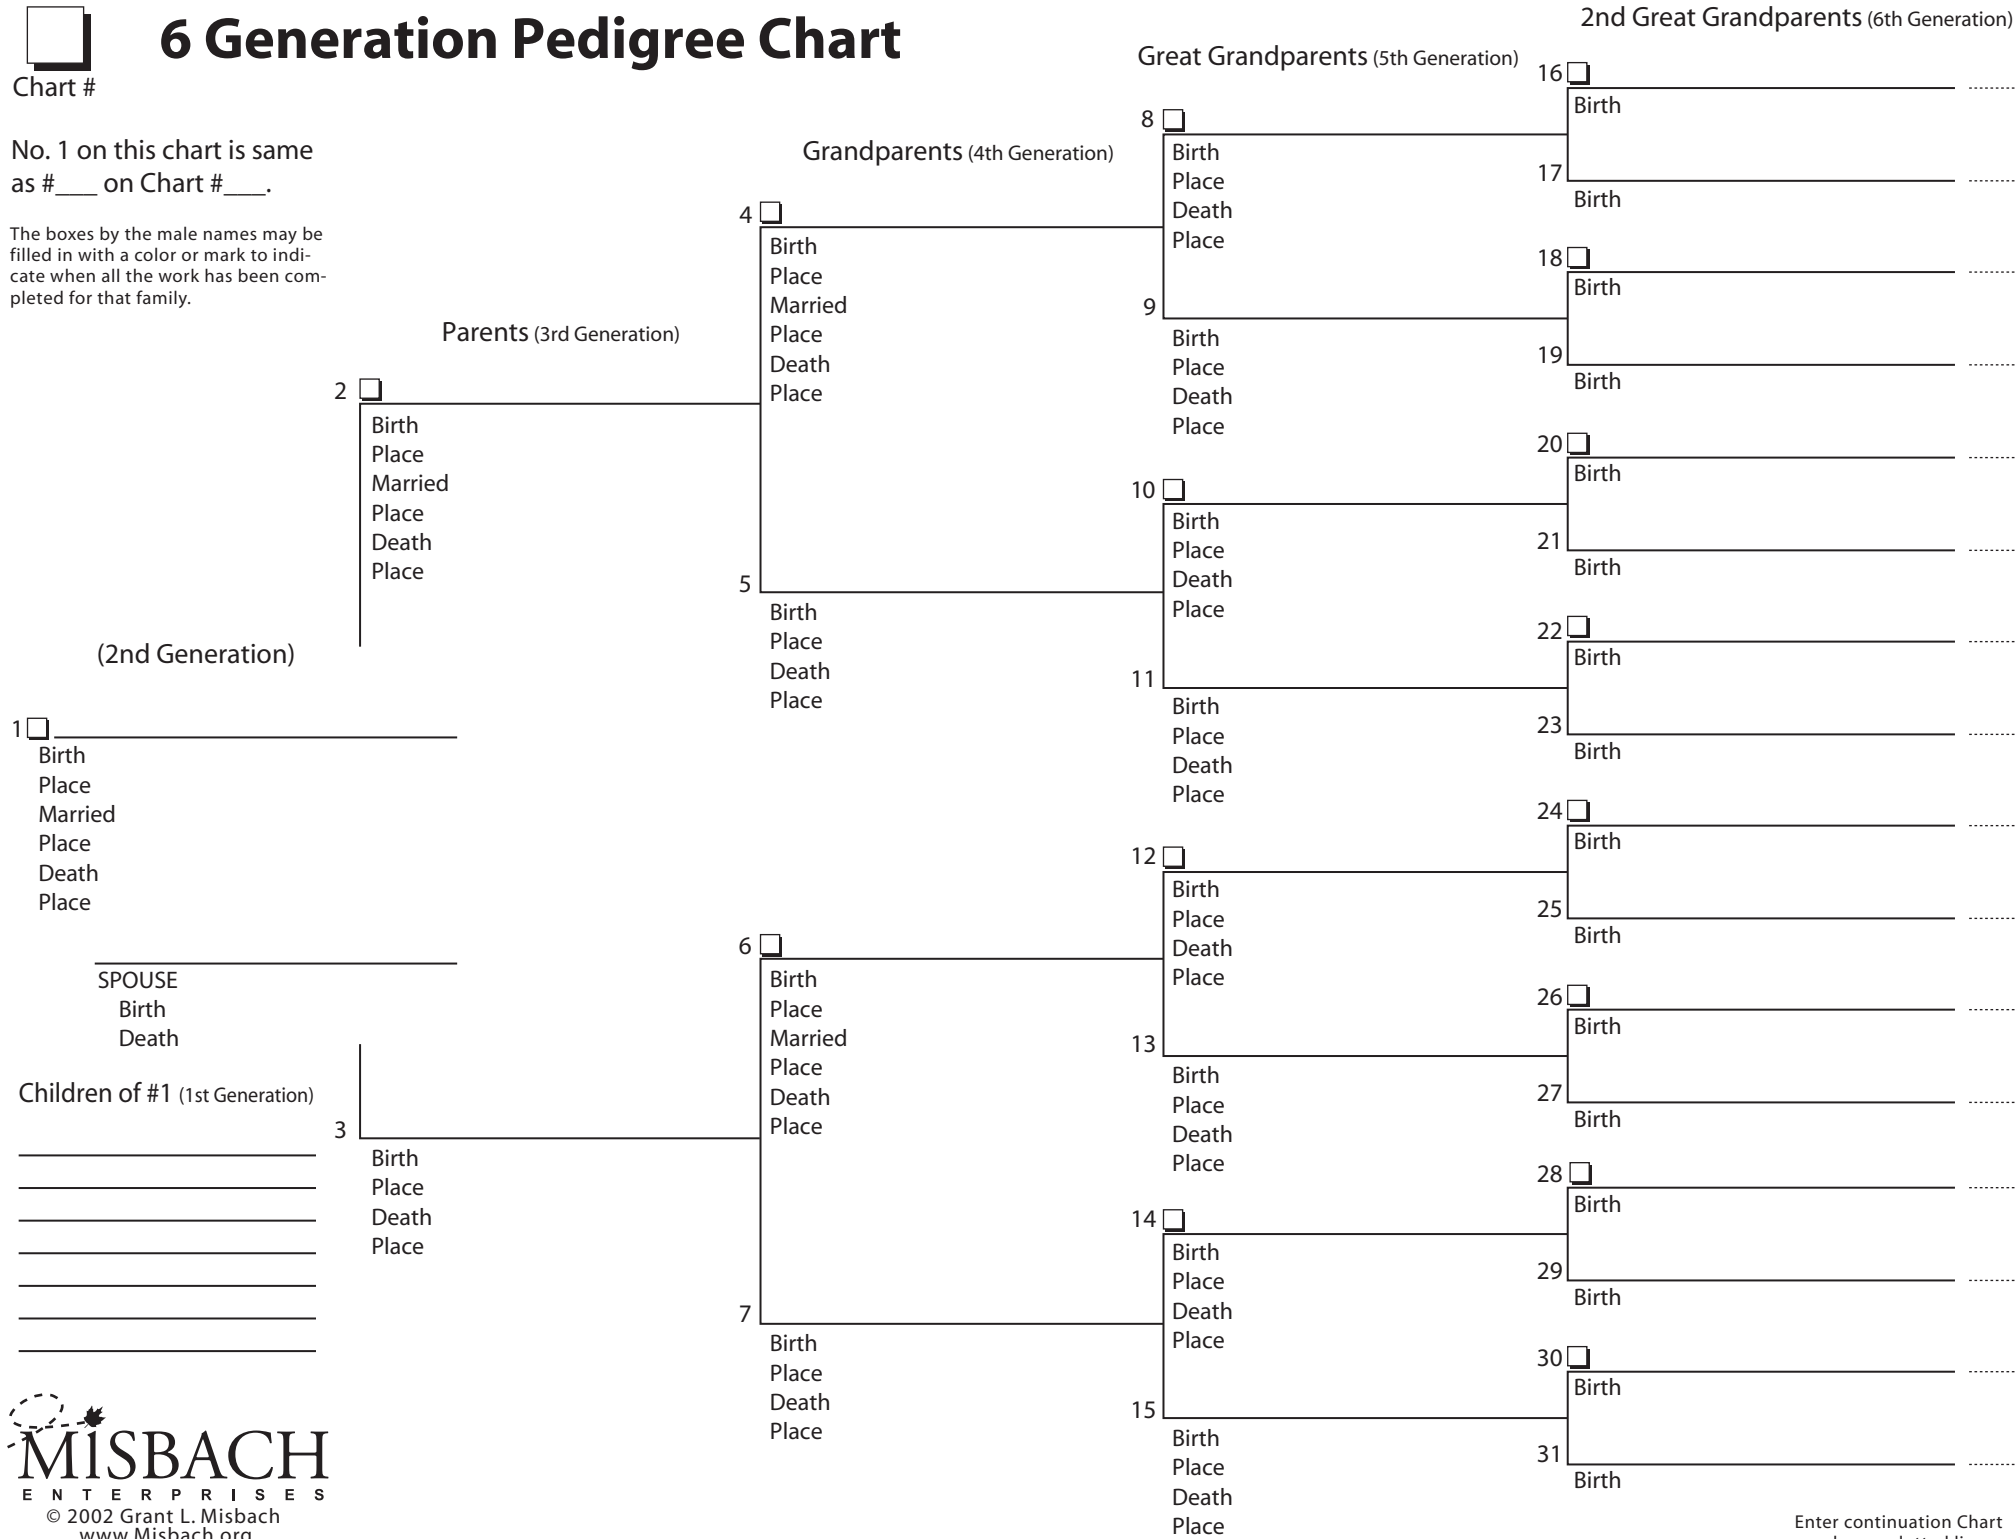 6 Generation Pedigree Chart
Chart #
No. 1 on this chart is same
as #___ on Chart #___.
The boxes by the male names may be
filled in with a color or mark to indi-
cate when all the work has been com-
pleted for that family.
(2nd Generation)
1
Birth
Place
Married
Place
Death
Place
SPOUSE
Birth
Death
Children of #1 (1st Generation)
Parents (3rd Generation)
2
Birth
Place
Married
Place
Death
Place
3
Birth
Place
Death
Place
Grandparents (4th Generation)
4
Birth
Place
Married
Place
Death
Place
5
Birth
Place
Death
Place
6
Birth
Place
Married
Place
Death
Place
7
Birth
Place
Death
Place
Great Grandparents (5th Generation)
8
Birth
Place
Death
Place
9
Birth
Place
Death
Place
10
Birth
Place
Death
Place
11
Birth
Place
Death
Place
12
Birth
Place
Death
Place
13
Birth
Place
Death
Place
14
Birth
Place
Death
Place
15
Birth
Place
Death
Place
2nd Great Grandparents (6th Generation)
16
Birth
17
Birth
18
Birth
19
Birth
20
Birth
21
Birth
22
Birth
23
Birth
24
Birth
25
Birth
26
Birth
27
Birth
28
Birth
29
Birth
30
Birth
31
Birth
MISBACH
ENTERPRISES
© 2002 Grant L. Misbach
www.Misbach.org
Enter continuation Chart